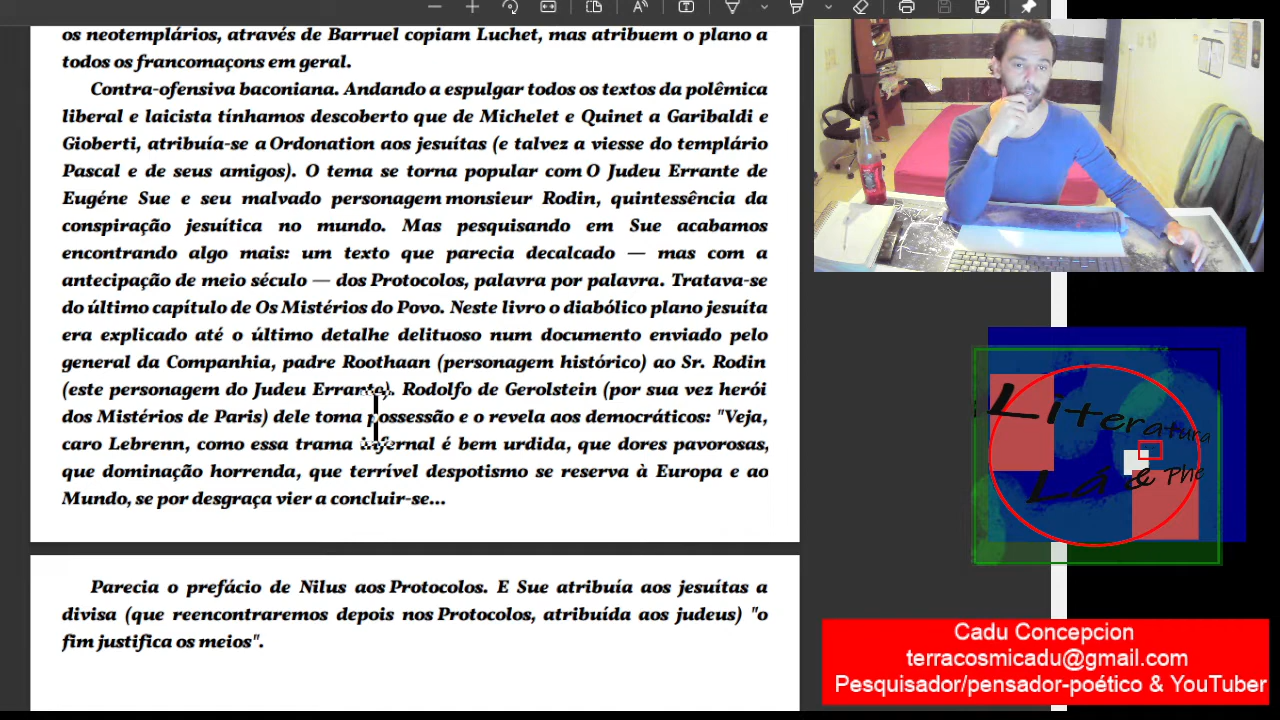 os neotemplários, através de Barruel copiam Luchet, mas atribuem o plano a
todos os francomaçons em geral.
Contra-ofensiva baconiana. Andando a espulgar todos os textos da polêmica
liberal e laicista tínhamos descoberto que de Michelet e Quinet a Garibaldi e
Gioberti, atribuía-se a Ordonation aos jesuítas (e talvez a viesse do templário
Pascal e de seus amigos). O tema se torna popular com O Judeu Errante de
Eugéne Sue e seu malvado personagem monsieur Rodin, quintessência da
conspiração jesuítica no mundo. Mas pesquisando em Sue acabamos
encontrando algo mais: um texto que parecia decalcado — mas com a
antecipação de meio século — dos Protocolos, palavra por palavra. Tratava-se
do último capítulo de Os Mistérios do Povo. Neste livro o diabólico plano jesuíta
era explicado até o último detalhe delituoso num documento enviado pelo
general da Companhia, padre Roothaan (personagem histórico) ao Sr. Rodin
(este personagem do Judeu Errante). Rodolfo de Gerolstein (por sua vez herói
dos Mistérios de Paris) dele toma possessão e o revela aos democráticos: "Veja,
caro Lebrenn, como essa trama infernal é bem urdida, que dores pavorosas,
que dominação horrenda, que terrível despotismo se reserva à Europa e ao
Mundo, se por desgraça vier a concluir-se...
Parecia o prefácio de Nilus aos Protocolos. E Sue atribuía aos jesuítas a
divisa (que reencontraremos depois nos Protocolos, atribuída aos judeus) "o
fim justifica os meios".
Literatura
Lá & Phe
Cadu Concepcion
terracosmicadu@gmail.com
Pesquisador/pensador-poético & YouTuber